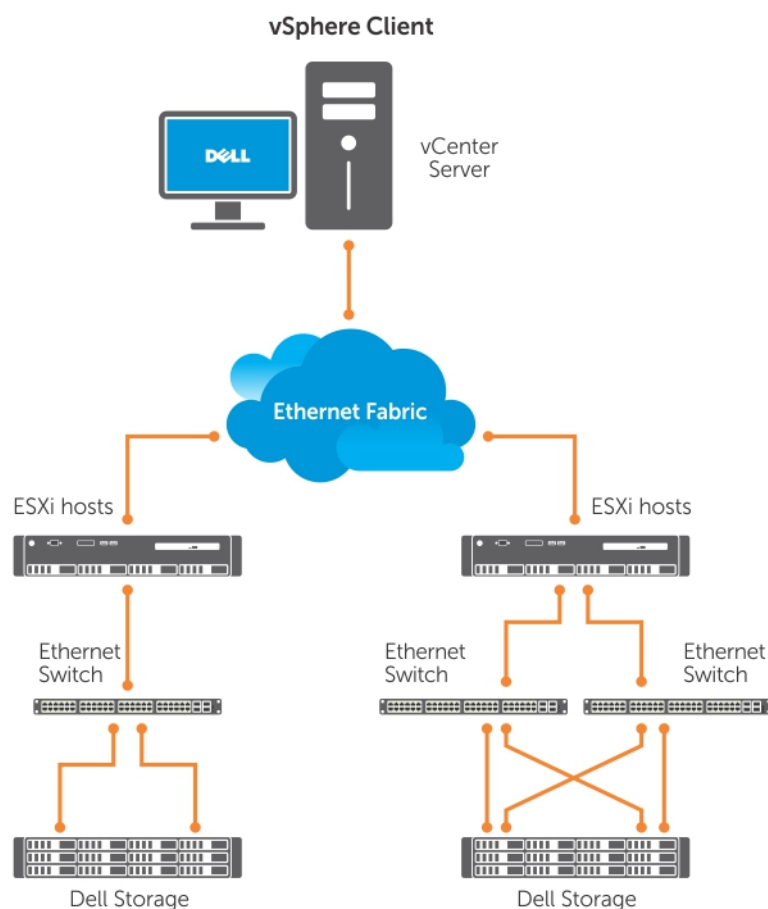 vSphere Client
DELL
vCenter
Server
Ethernet Fabric
ESXi hosts
ESXi hosts
Ethernet
Switch
Ethernet
Switch
Ethernet
Switch
Dell Storage
Dell Storage